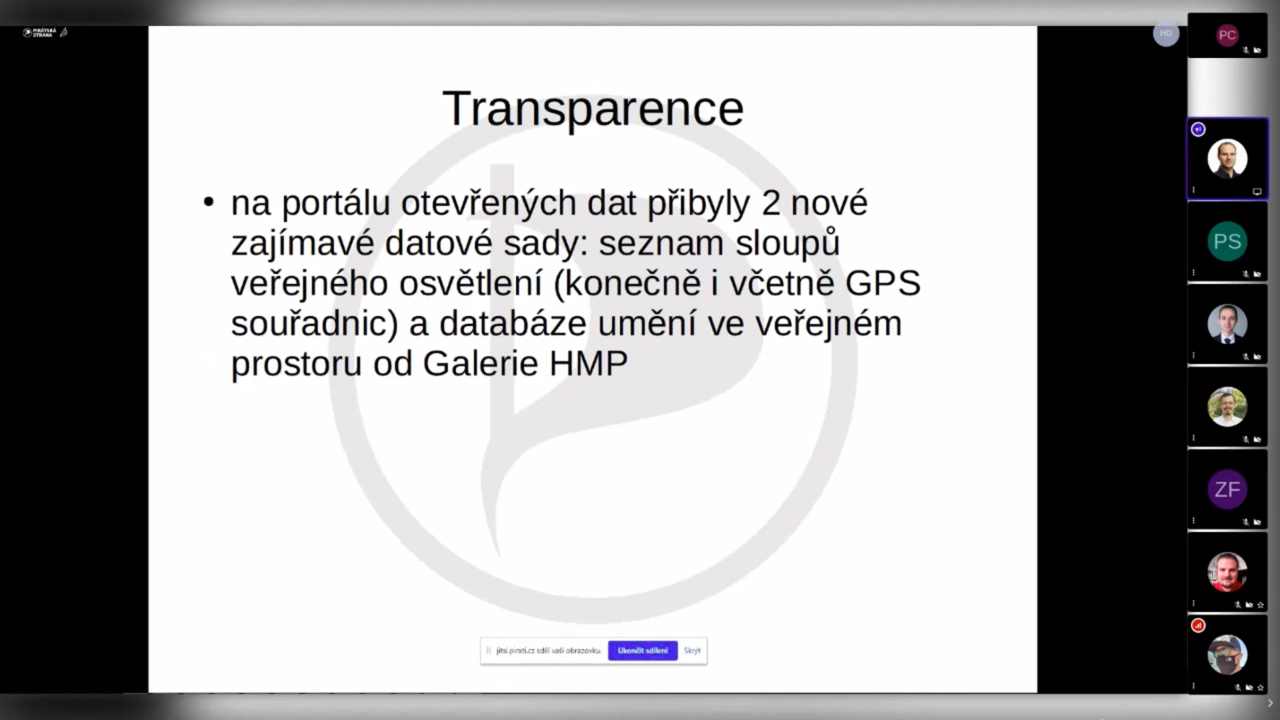 PIRÁTSKÁ
STRANA
HD
PC
Transparence
• na portálu otevřených dat přibyly 2 nové
zajímavé datové sady: seznam sloupů
veřejného osvětlení (konečně i včetně GPS
souřadnic) a databáze umění ve veřejném
prostoru od Galerie HMP
PS
ZF
jitsi.pirati.cz sdílí vaši obrazovku. Ukončit sdílení Skrýt